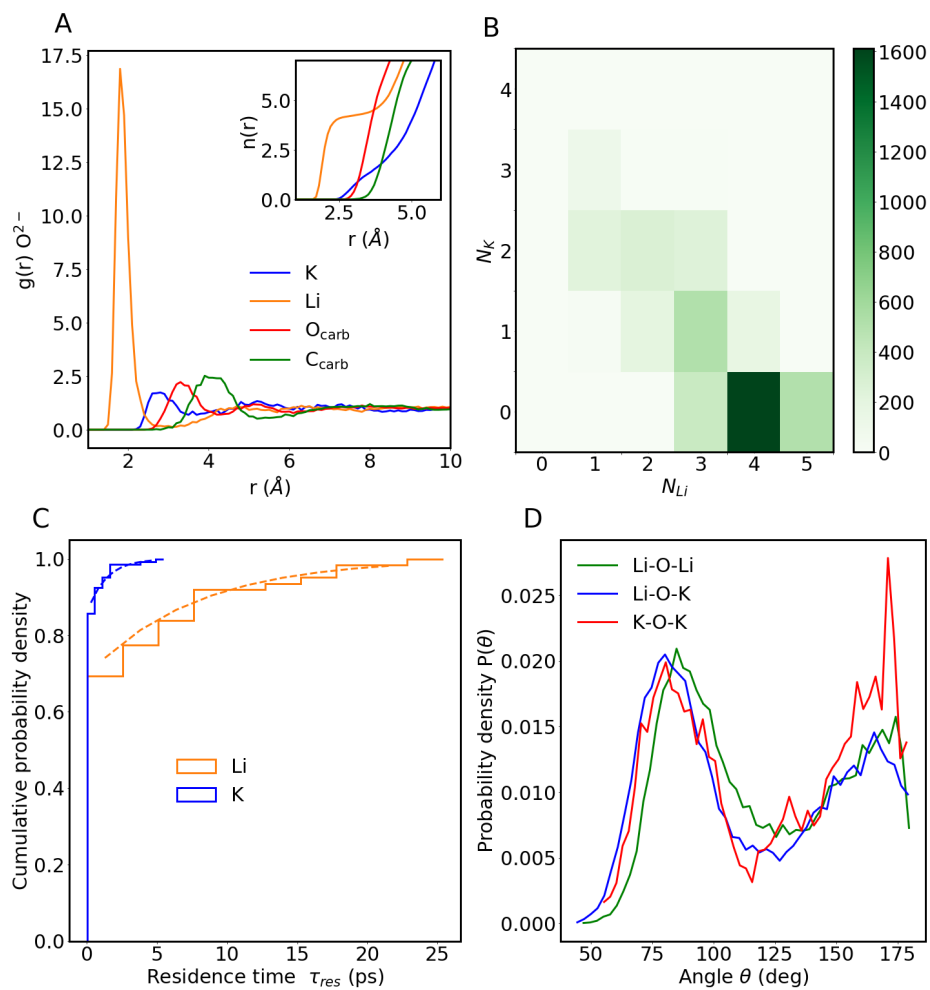 A
17.5
15.0
12.5
10.0
7.5
5.0
2.5
0.0
g(r) O²⁻
2
4
6
8
10
r (Å)
n(r)
5.0
2.5
0.0
2.5
5.0
r (Å)
K
Li
O_carb
C_carb
B
4
3
2
1
0
N_K
0
1
2
3
4
5
N_Li
1600
1400
1200
1000
800
600
400
200
0
C
1.0
0.8
0.6
0.4
0.2
0.0
Cumulative probability density
Li
K
0
5
10
15
20
25
Residence time τ_res (ps)
D
0.025
0.020
0.015
0.010
0.005
0.000
Probability density P(θ)
Li-O-Li
Li-O-K
K-O-K
50
75
100
125
150
175
Angle θ (deg)